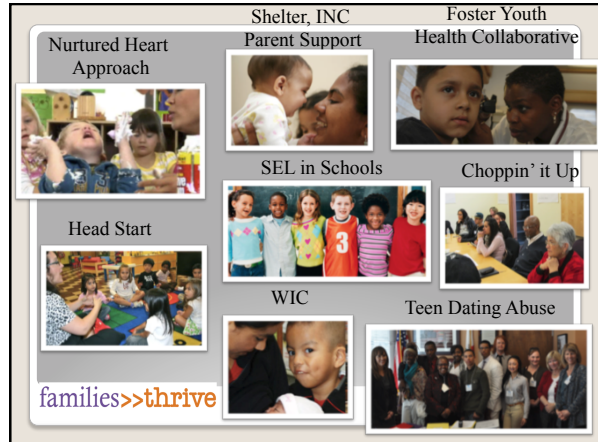 Nurtured Heart
Approach
Shelter, INC
Parent Support
Foster Youth
Health Collaborative
SEL in Schools
3
Choppin’ it Up
Head Start
WIC
Teen Dating Abuse
families>>thrive